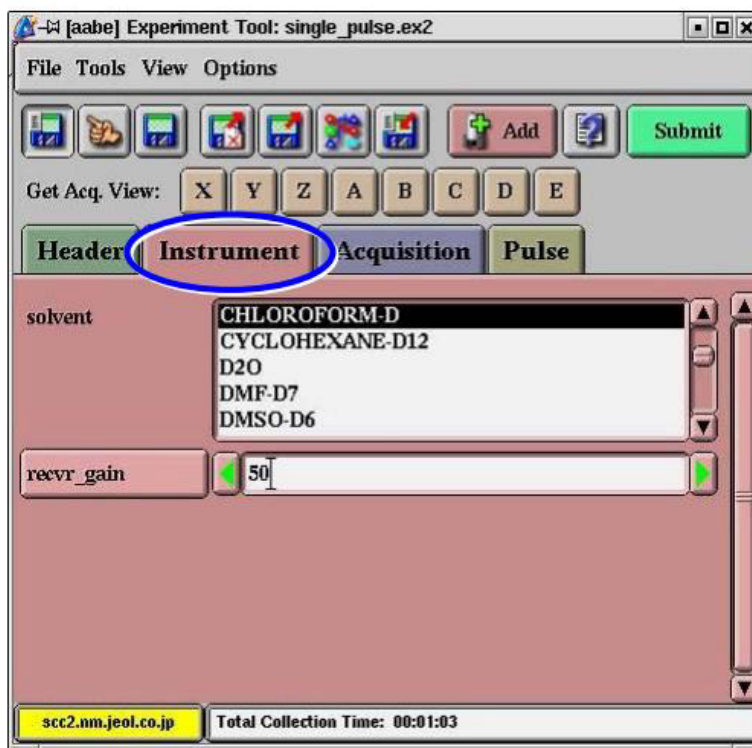 [aabe] Experiment Tool: single_pulse.ex2
File Tools View Options
Add
Submit
Get Acq. View: X Y Z A B C D E
Header Instrument Acquisition Pulse
solvent
CHLOROFORM-D
CYCLOHEXANE-D12
D2O
DMF-D7
DMSO-D6
recvr_gain 50
scc2.nm.jeol.co.jp Total Collection Time: 00:01:03